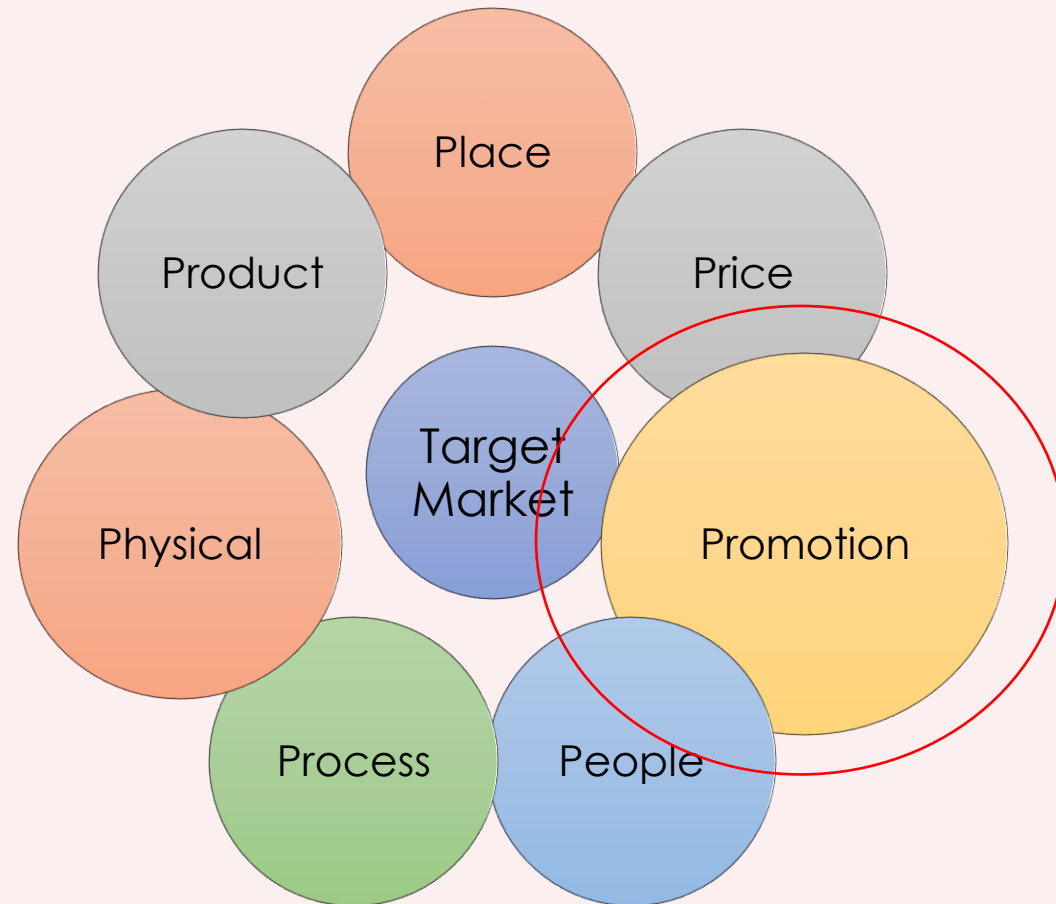 Place
Product
Price
Target
Market
Physical
Promotion
Process
People